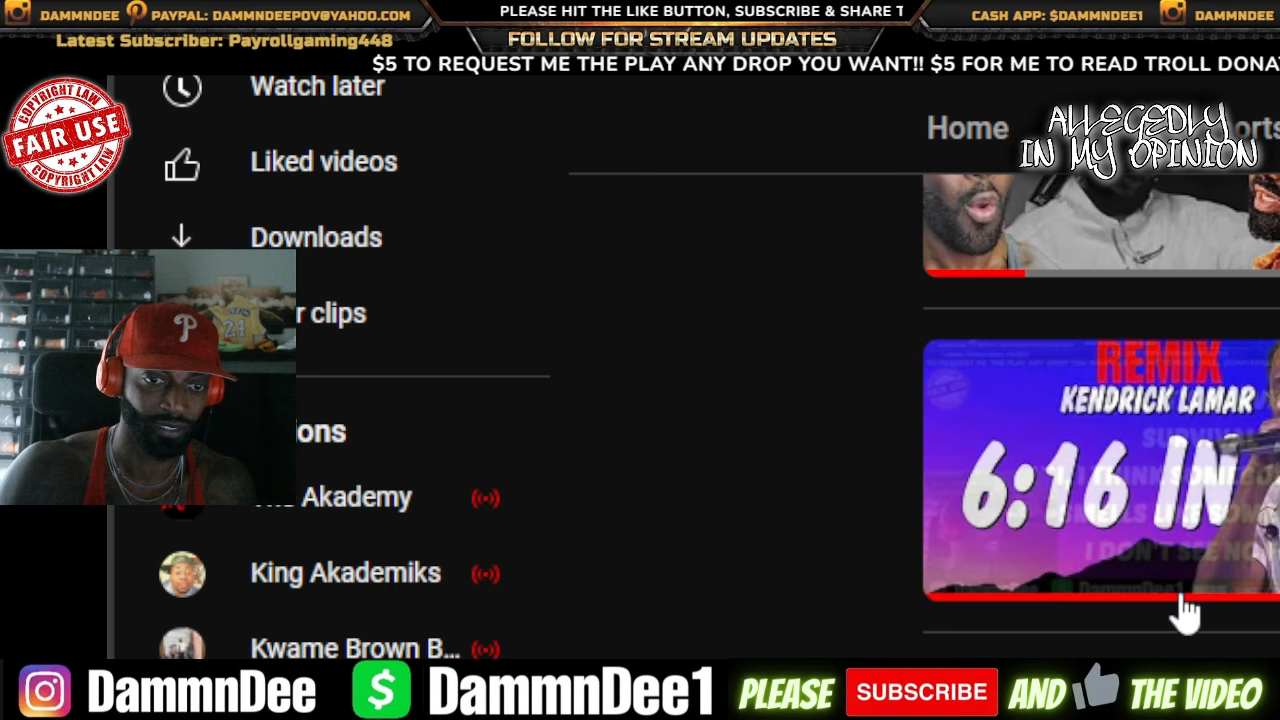 DAMMNDEE PAYPAL: DAMMNDEEPOV@YAHOO.COM
PLEASE HIT THE LIKE BUTTON, SUBSCRIBE & SHARE T
CASH APP: $DAMMNDEE1 DAMMNDEE
Latest Subscriber: Payrollgaming448
FOLLOW FOR STREAM UPDATES
$5 TO REQUEST ME THE PLAY ANY DROP YOU WANT!! $5 FOR ME TO READ TROLL DONA
COPYRIGHT LAW
FAIR USE
COPYRIGHT LAW
Watch later
Liked videos
Downloads
r clips
ons
Akademy
King Akademiks
Kwame Brown B...
Home
orts
ALLEGEDLY
IN MY OPINION
P
24
REMIX
KENDRICK LAMAR
6:16 IN
DammnDee
$ DammnDee1
PLEASE SUBSCRIBE AND THE VIDEO